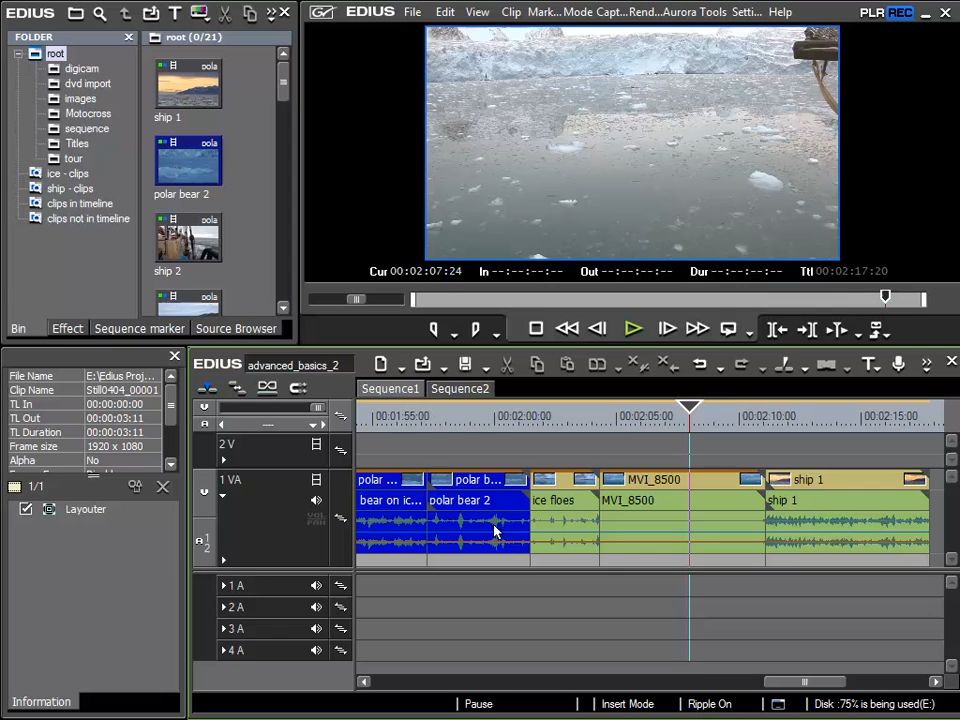 EDIUS
FOLDER
root (0/21)
root
digicam
dvd import
images
Motocross
sequence
Titles
tour
ice - clips
ship - clips
clips in timeline
clips not in timeline
ship 1
polar bear 2
ship 2
Bin Effect Sequence marker Source Browser
GV EDIUS File Edit View Clip Mark... Mode Capt... Rend... Aurora Tools Setti... Help PLR REC
Cur 00:02:07:24 In --:--:--:-- Out --:--:--:-- Dur --:--:--:-- Ttl 00:02:17:20
File Name E:\Edius Proj...
Clip Name Still0404_00001
TL In 00:00:00:00
TL Out 00:00:03:11
TL Duration 00:00:03:11
Frame size 1920 x 1080
Alpha No
1/1
Layouter
Information
EDIUS advanced_basics_2
Sequence1 Sequence2
00:01:55:00 00:02:00:00 00:02:05:00 00:02:10:00 00:02:15:00
2 V
1 VA
VOL
PAN
polar ... polar b... MVI_8500 ship 1
bear on ic... polar bear 2 ice floes MVI_8500 ship 1
A 1 2
1 A
2 A
3 A
4 A
Pause Insert Mode Ripple On Disk :75% is being used(E:)